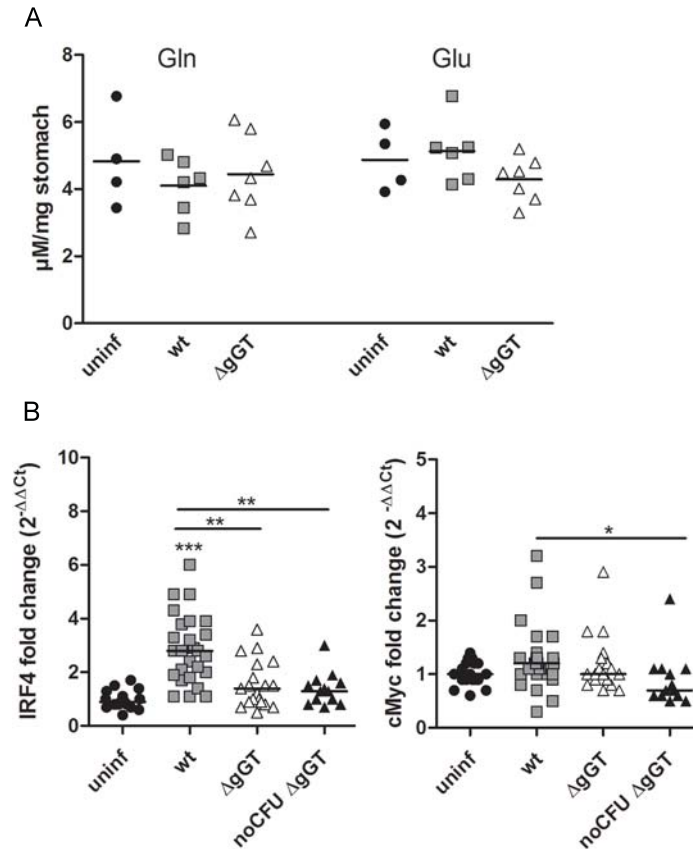 A
Gln Glu
8
6
4
2
0
µM/mg stomach
uninf wt ΔgGT uninf wt ΔgGT
B
10
8
6
4
2
0
IRF4 fold change (2^-ΔΔCt)
**
**
***
uninf wt ΔgGT noCFU ΔgGT
5
4
3
2
1
0
cMyc fold change (2^-ΔΔCt)
*
uninf wt ΔgGT noCFU ΔgGT